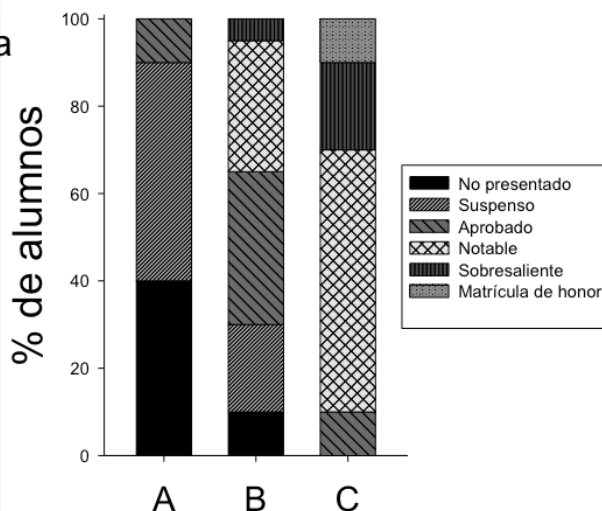 a
% de alumnos
100
80
60
40
20
0
A B C
No presentado
Suspenso
Aprobado
Notable
Sobresaliente
Matrícula de honor